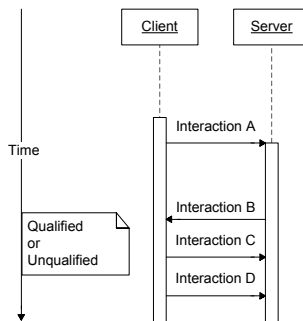 Client
Server
Interaction A
Time
Interaction B
Qualified
or
Unqualified
Interaction C
Interaction D